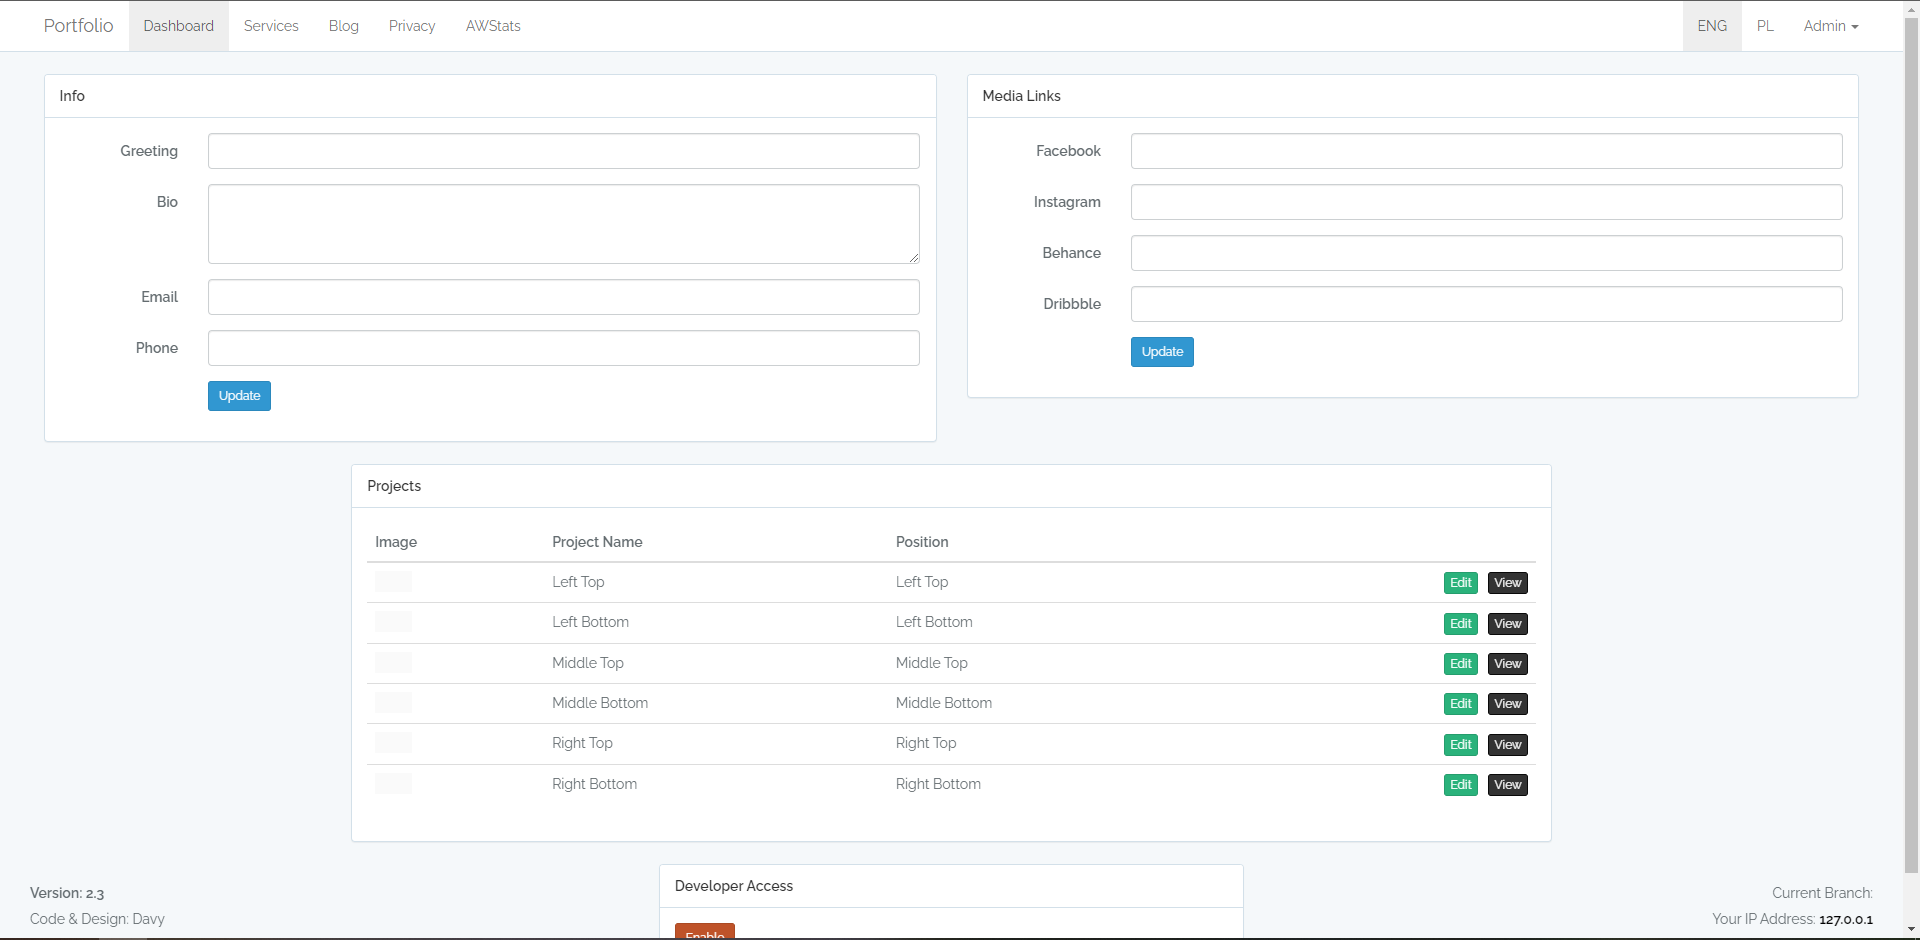 Portfolio Dashboard Services Blog Privacy AWStats ENG PL Admin
Info
Greeting
Bio
Email
Phone
Update
Media Links
Facebook
Instagram
Behance
Dribbble
Update
Projects
Image Project Name Position
Left Top Left Top Edit View
Left Bottom Left Bottom Edit View
Middle Top Middle Top Edit View
Middle Bottom Middle Bottom Edit View
Right Top Right Top Edit View
Right Bottom Right Bottom Edit View
Developer Access
Enable
Version: 2.3
Code & Design: Davy
Current Branch:
Your IP Address: 127.0.0.1